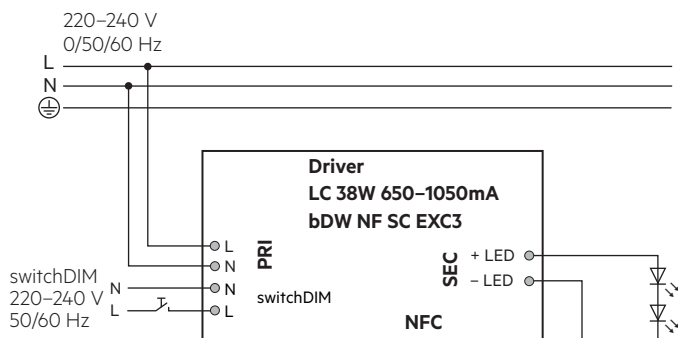 220–240 V
0/50/60 Hz
L
N
Driver
LC 38W 650–1050mA
bDW NF SC EXC3
L
N
PRI
SEC
+ LED
– LED
switchDIM
220–240 V
50/60 Hz
N
L
N
L
switchDIM
NFC